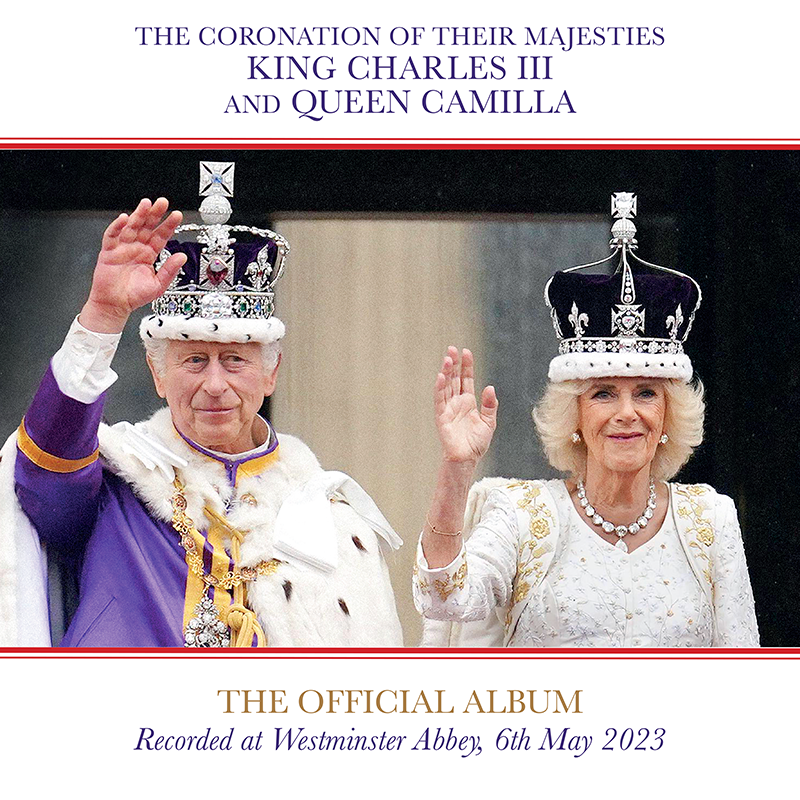 THE CORONATION OF THEIR MAJESTIES
KING CHARLES III
AND QUEEN CAMILLA
THE OFFICIAL ALBUM
Recorded at Westminster Abbey, 6th May 2023